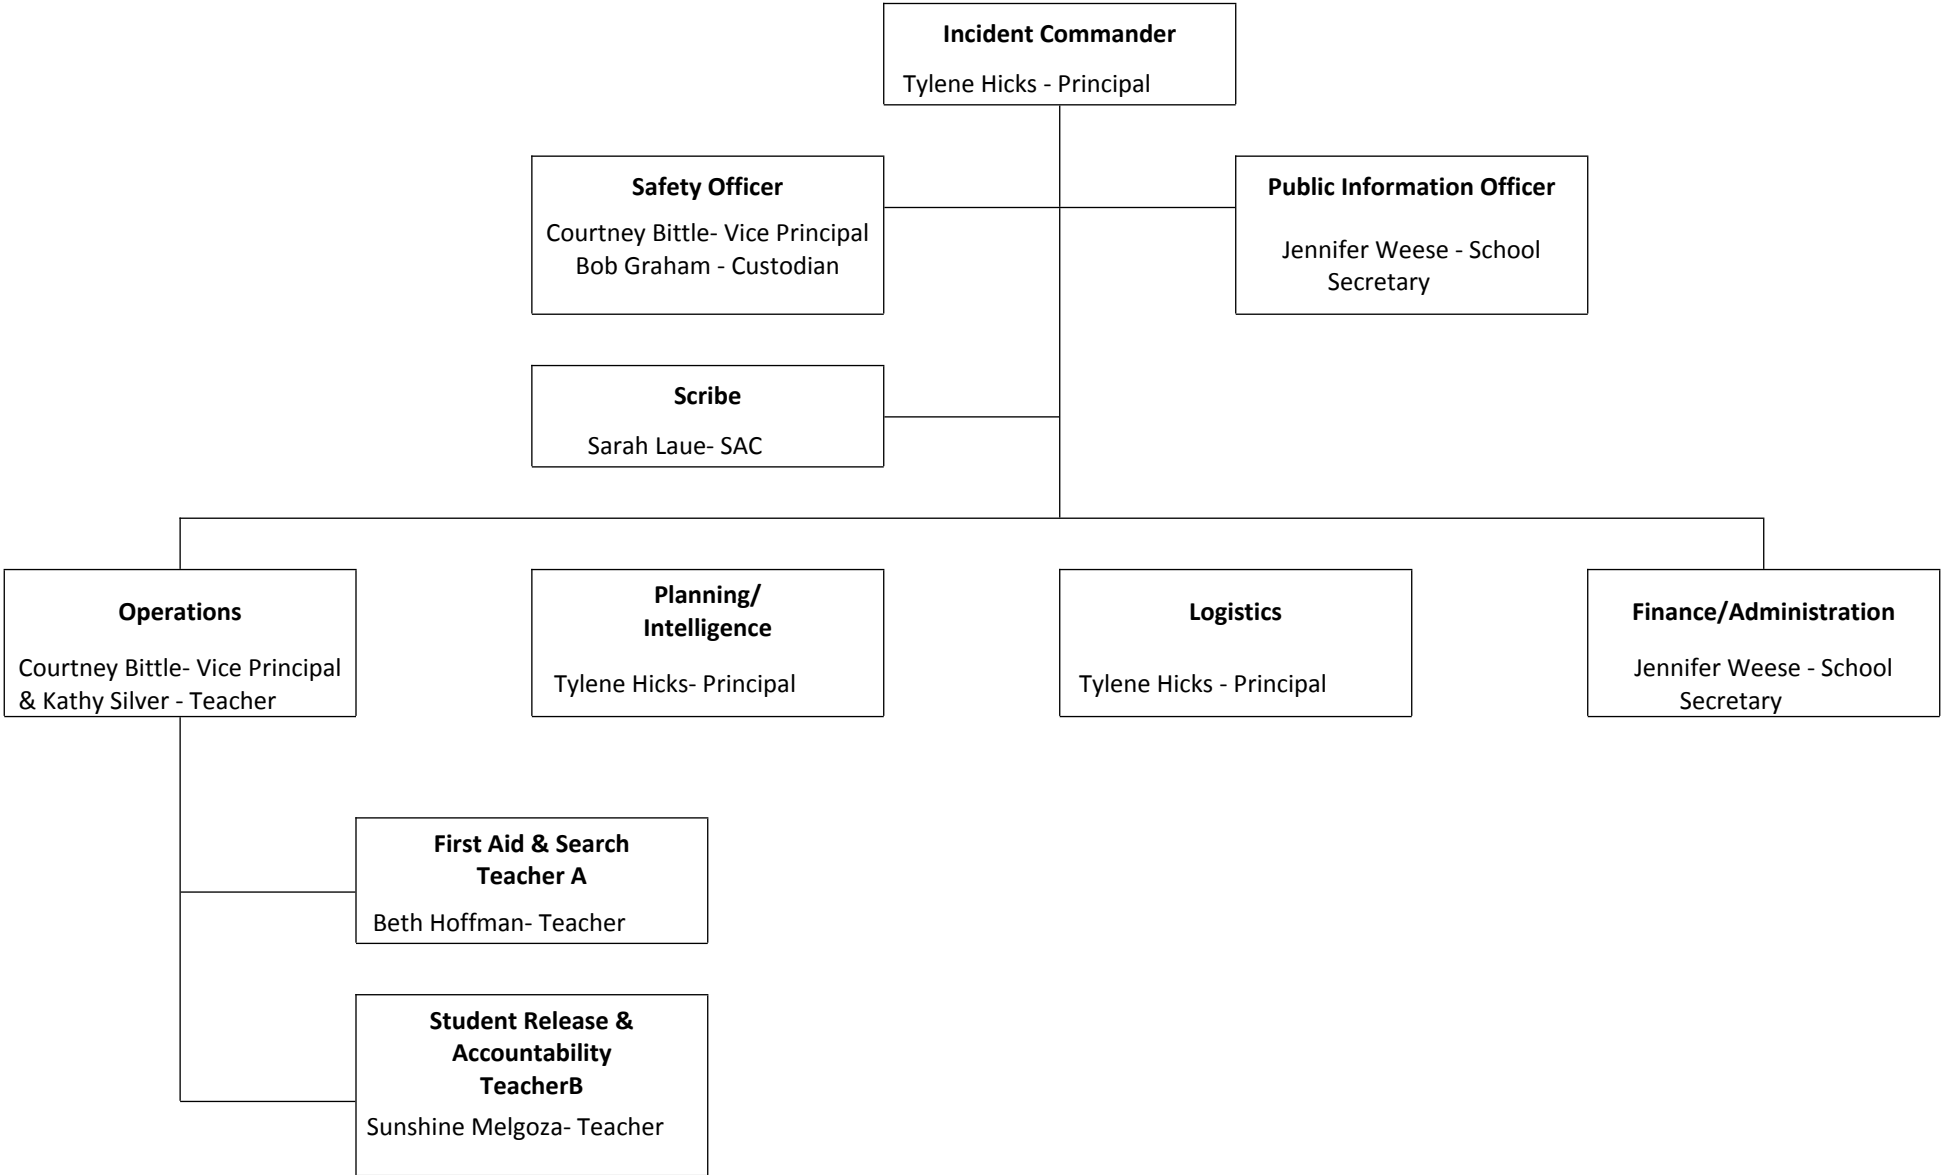 Incident Commander
Tylene Hicks - Principal
Safety Officer
Courtney Bittle- Vice Principal
Bob Graham - Custodian
Public Information Officer
Jennifer Weese - School
Secretary
Scribe
Sarah Laue- SAC
Operations
Courtney Bittle- Vice Principal
& Kathy Silver - Teacher
Planning/
Intelligence
Tylene Hicks- Principal
Logistics
Tylene Hicks - Principal
Finance/Administration
Jennifer Weese - School
Secretary
First Aid & Search
Teacher A
Beth Hoffman- Teacher
Student Release &
Accountability
TeacherB
Sunshine Melgoza- Teacher